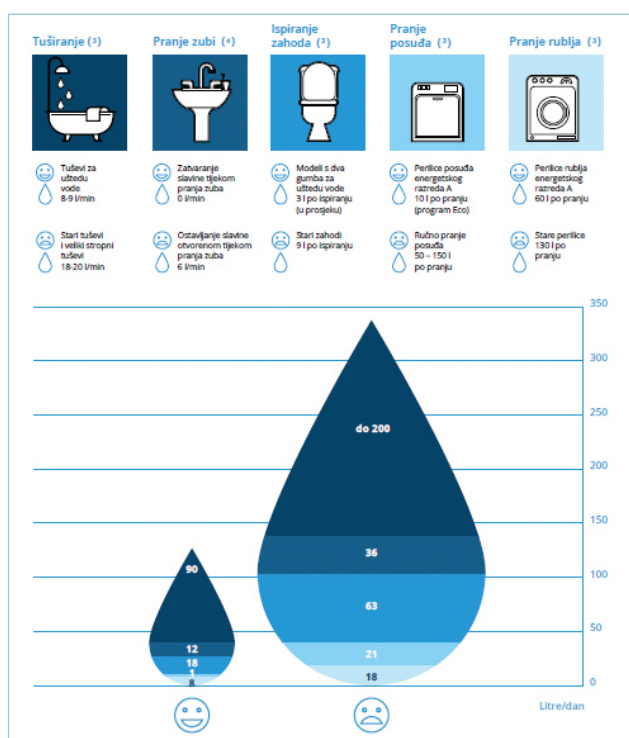 Tuširanje (²)
Pranje zubi (⁴)
Ispiranje
zahoda (³)
Pranje
posuđa (³)
Pranje rublja (³)
Tuševi za
uštedu
vode
8-9 l/min
Zatvaranje
slavine tijekom
pranja zuba
0 l/min
Modeli s dva
gumba za
uštedu vode
3 l po ispiranju
(u prosjeku)
Perilice posuđa
energetskog
razreda A
10 l po pranju
(program Eco)
Perilice rublja
energetskog
razreda A
60 l po pranju
Stari tuševi
i veliki stropni
tuševi
18-20 l/min
Ostavljanje slavine
otvorenom tijekom
pranja zuba
6 l/min
Stari zahodi
9 l po ispiranju
Ručno pranje
posuđa
50 – 150 l
po pranju
Stare perilice
130 l po
pranju
350
300
250
200
150
100
50
0
do 200
36
63
21
18
90
12
18
1
8
Litre/dan